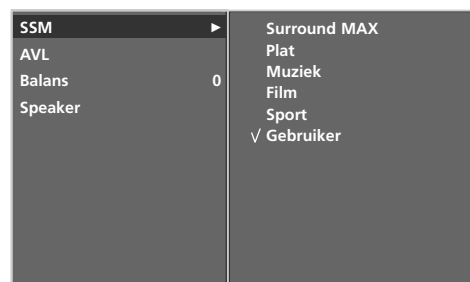 SSM ►
AVL
Balans 0
Speaker
Surround MAX
Plat
Muziek
Film
Sport
√ Gebruiker